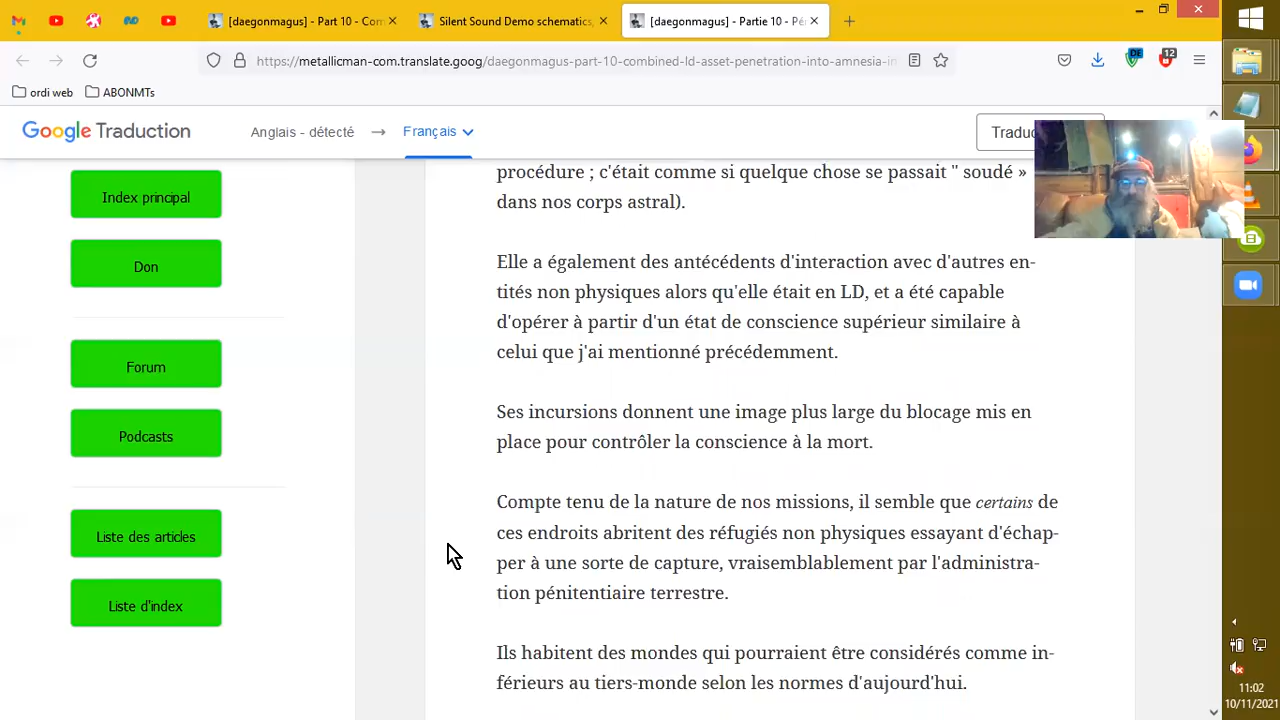 [daegonmagus] - Part 10 - Com
Silent Sound Demo schematics,
[daegonmagus] - Partie 10 - Pé
https://metallicman-com.translate.goog/daegonmagus-part-10-combined-ld-asset-penetration-into-amnesia-in
DE
12
ordi web
ABONMTs
Google Traduction
Anglais - détecté
Français
Traduc
Index principal
Don
Forum
Podcasts
Liste des articles
Liste d'index
procédure ; c'était comme si quelque chose se passait " soudé »
dans nos corps astral).
Elle a également des antécédents d'interaction avec d'autres en-
tités non physiques alors qu'elle était en LD, et a été capable
d'opérer à partir d'un état de conscience supérieur similaire à
celui que j'ai mentionné précédemment.
Ses incursions donnent une image plus large du blocage mis en
place pour contrôler la conscience à la mort.
Compte tenu de la nature de nos missions, il semble que certains de
ces endroits abritent des réfugiés non physiques essayant d'échap-
per à une sorte de capture, vraisemblablement par l'administra-
tion pénitentiaire terrestre.
Ils habitent des mondes qui pourraient être considérés comme in-
férieurs au tiers-monde selon les normes d'aujourd'hui.
11:02
10/11/2021